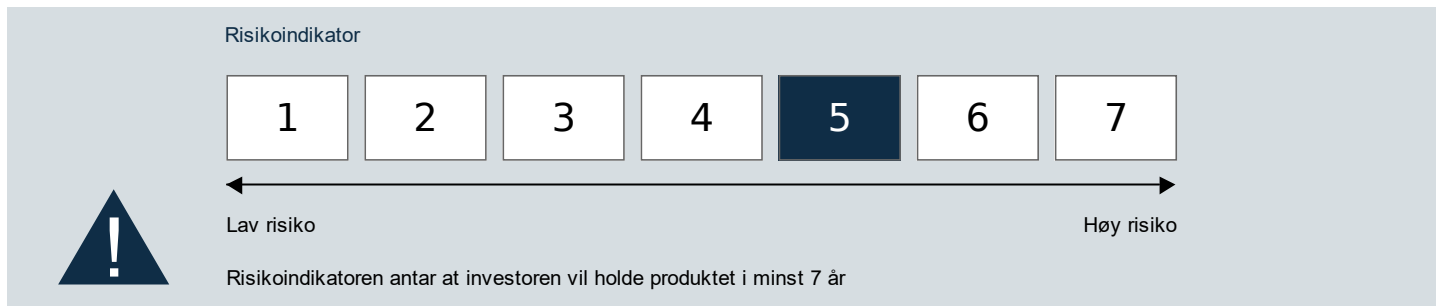 Risikoindikator
1 2 3 4 5 6 7
Lav risiko Høy risiko
!
Risikoindikatoren antar at investoren vil holde produktet i minst 7 år